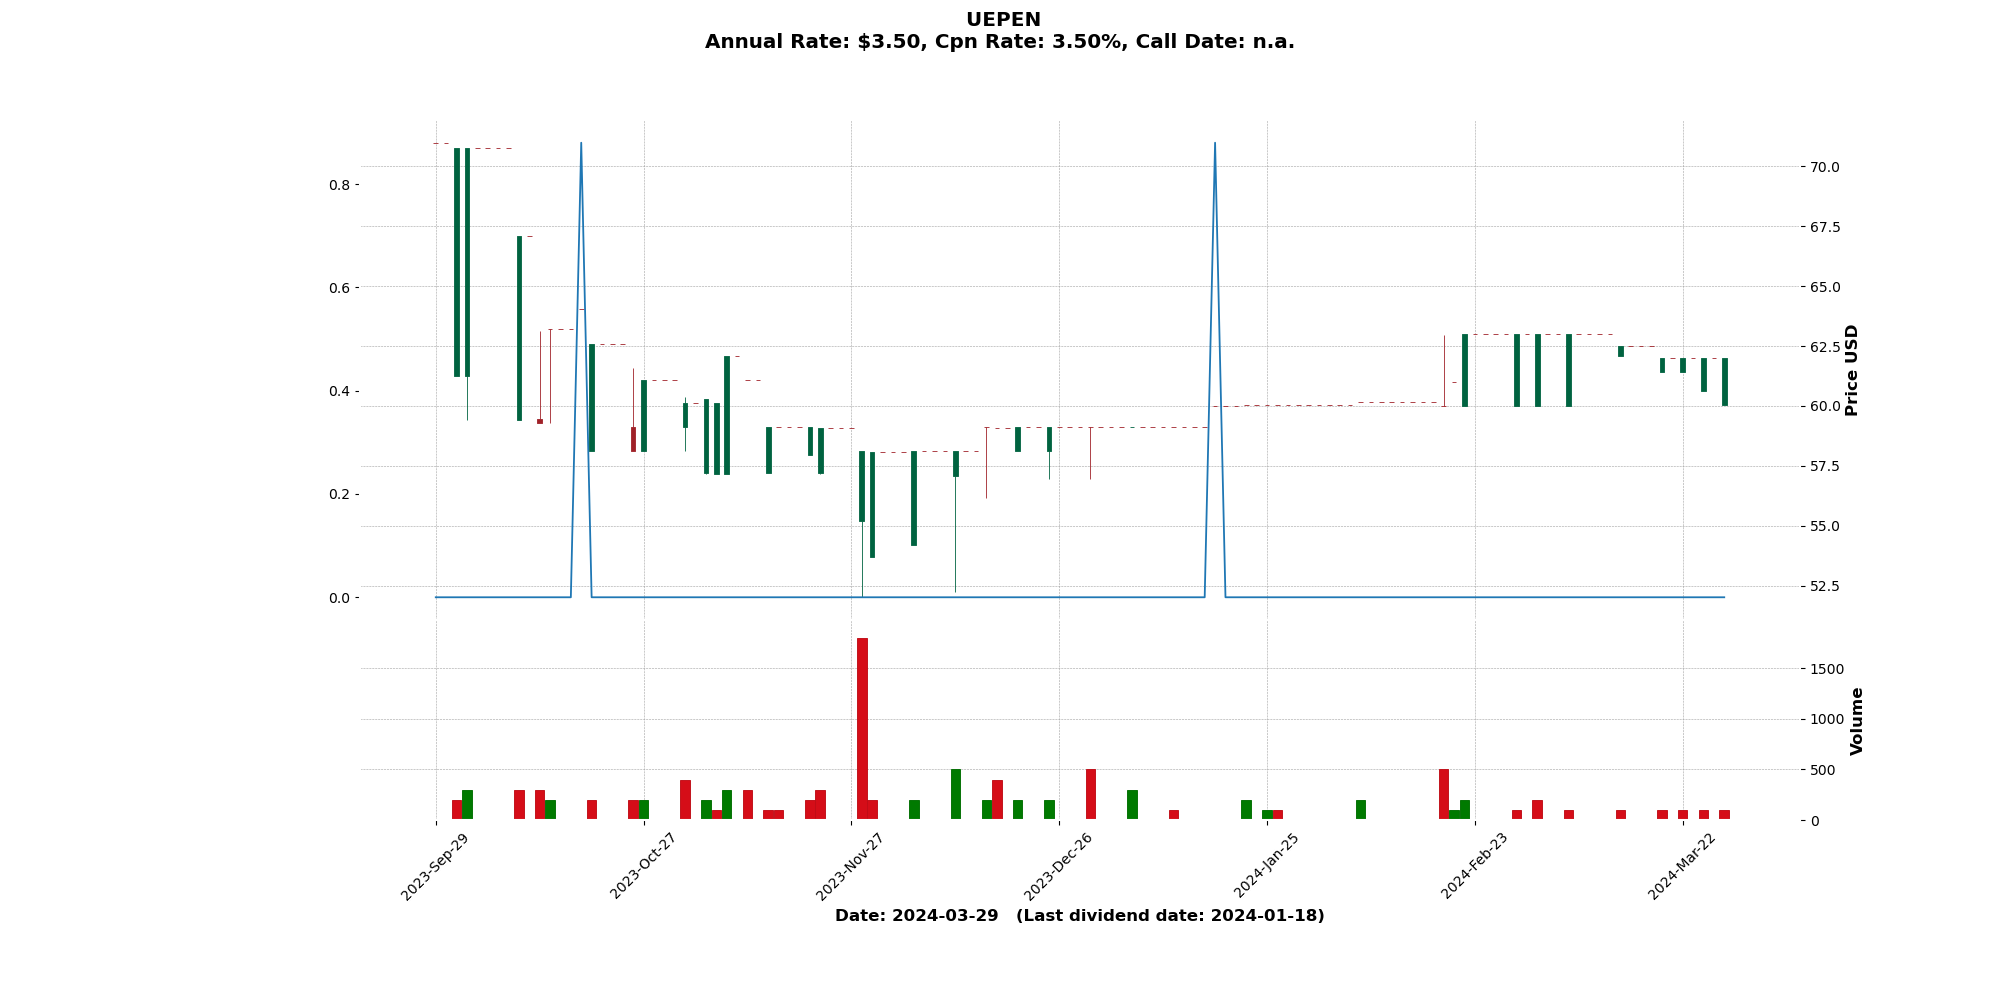 UEPEN
Annual Rate: $3.50, Cpn Rate: 3.50%, Call Date: n.a.
0.8
0.6
0.4
0.2
0.0
70.0
67.5
65.0
62.5
60.0
57.5
55.0
52.5
Price USD
1500
1000
500
0
Volume
2023-Sep-29
2023-Oct-27
2023-Nov-27
2023-Dec-26
2024-Jan-25
2024-Feb-23
2024-Mar-22
Date: 2024-03-29   (Last dividend date: 2024-01-18)